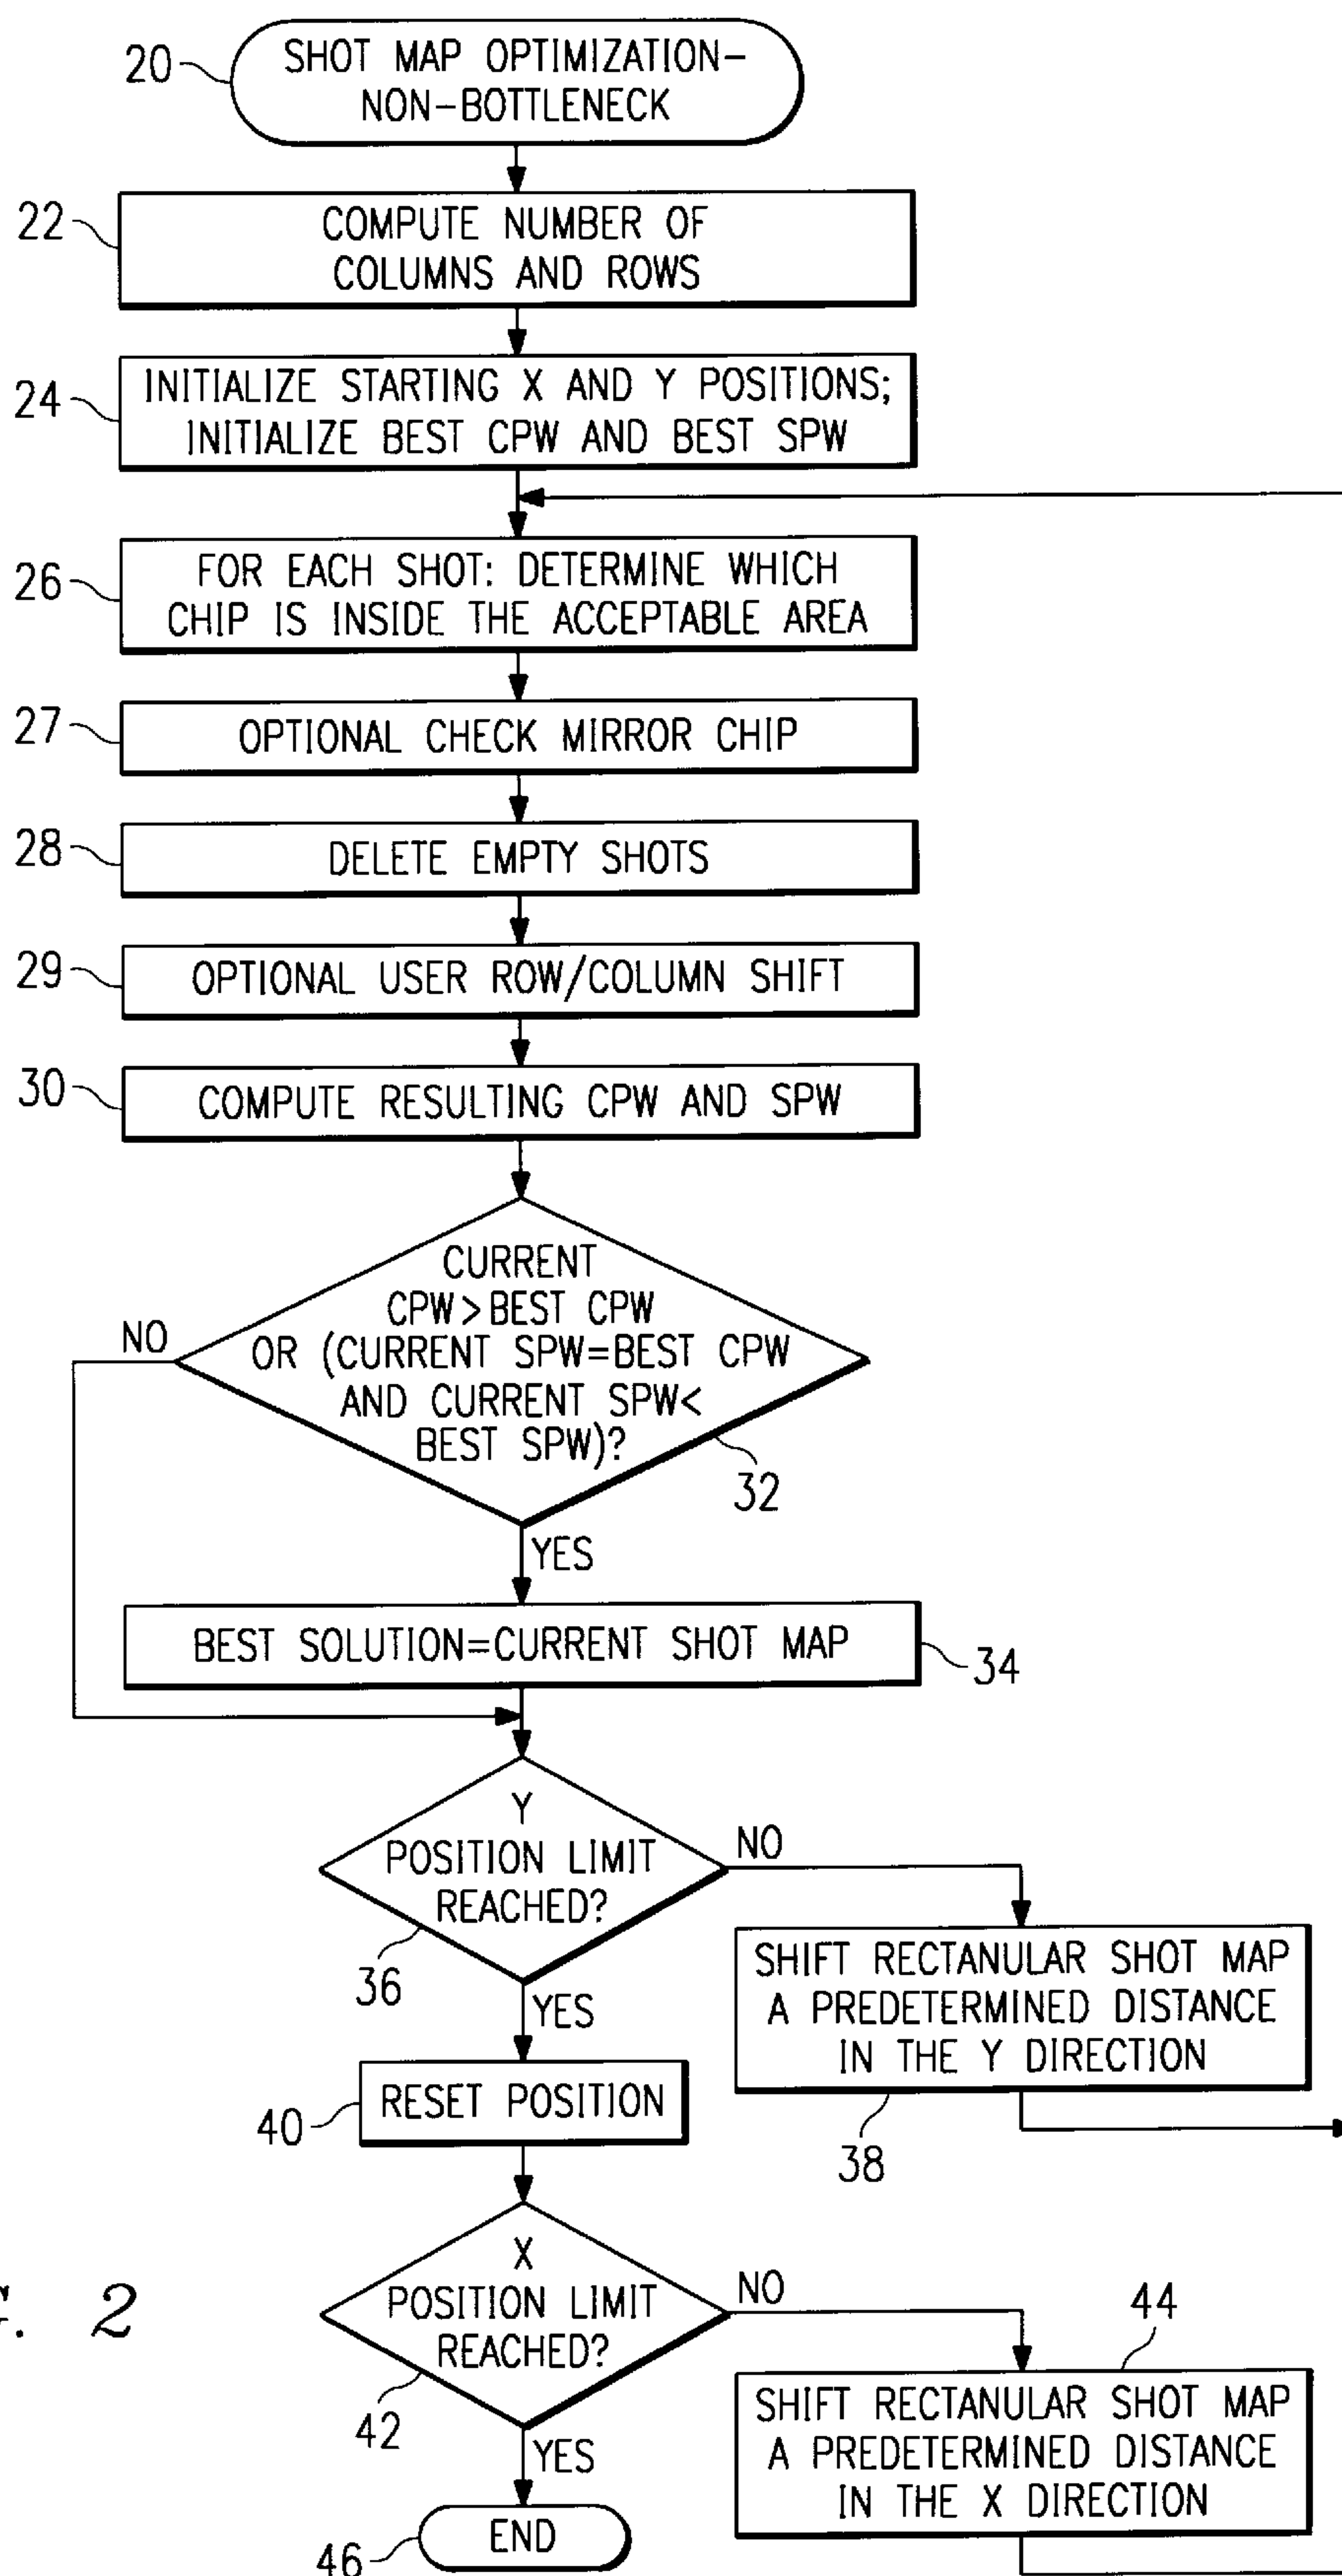 20
SHOT MAP OPTIMIZATION-
NON-BOTTLENECK
22
COMPUTE NUMBER OF
COLUMNS AND ROWS
24
INITIALIZE STARTING X AND Y POSITIONS;
INITIALIZE BEST CPW AND BEST SPW
26
FOR EACH SHOT: DETERMINE WHICH
CHIP IS INSIDE THE ACCEPTABLE AREA
27
OPTIONAL CHECK MIRROR CHIP
28
DELETE EMPTY SHOTS
29
OPTIONAL USER ROW/COLUMN SHIFT
30
COMPUTE RESULTING CPW AND SPW
CURRENT
CPW>BEST CPW
OR (CURRENT SPW=BEST CPW
AND CURRENT SPW<
BEST SPW)?
NO
32
YES
BEST SOLUTION=CURRENT SHOT MAP
34
Y
POSITION LIMIT
REACHED?
NO
36
YES
SHIFT RECTANULAR SHOT MAP
A PREDETERMINED DISTANCE
IN THE Y DIRECTION
38
RESET POSITION
40
X
POSITION LIMIT
REACHED?
NO
42
YES
44
SHIFT RECTANULAR SHOT MAP
A PREDETERMINED DISTANCE
IN THE X DIRECTION
END
46
G. 2